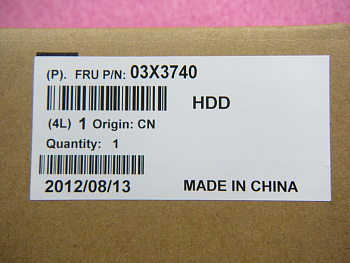 (P). FRU P/N: 03X3740
HDD
(4L) 1 Origin: CN
Quantity: 1
2012/08/13 MADE IN CHINA